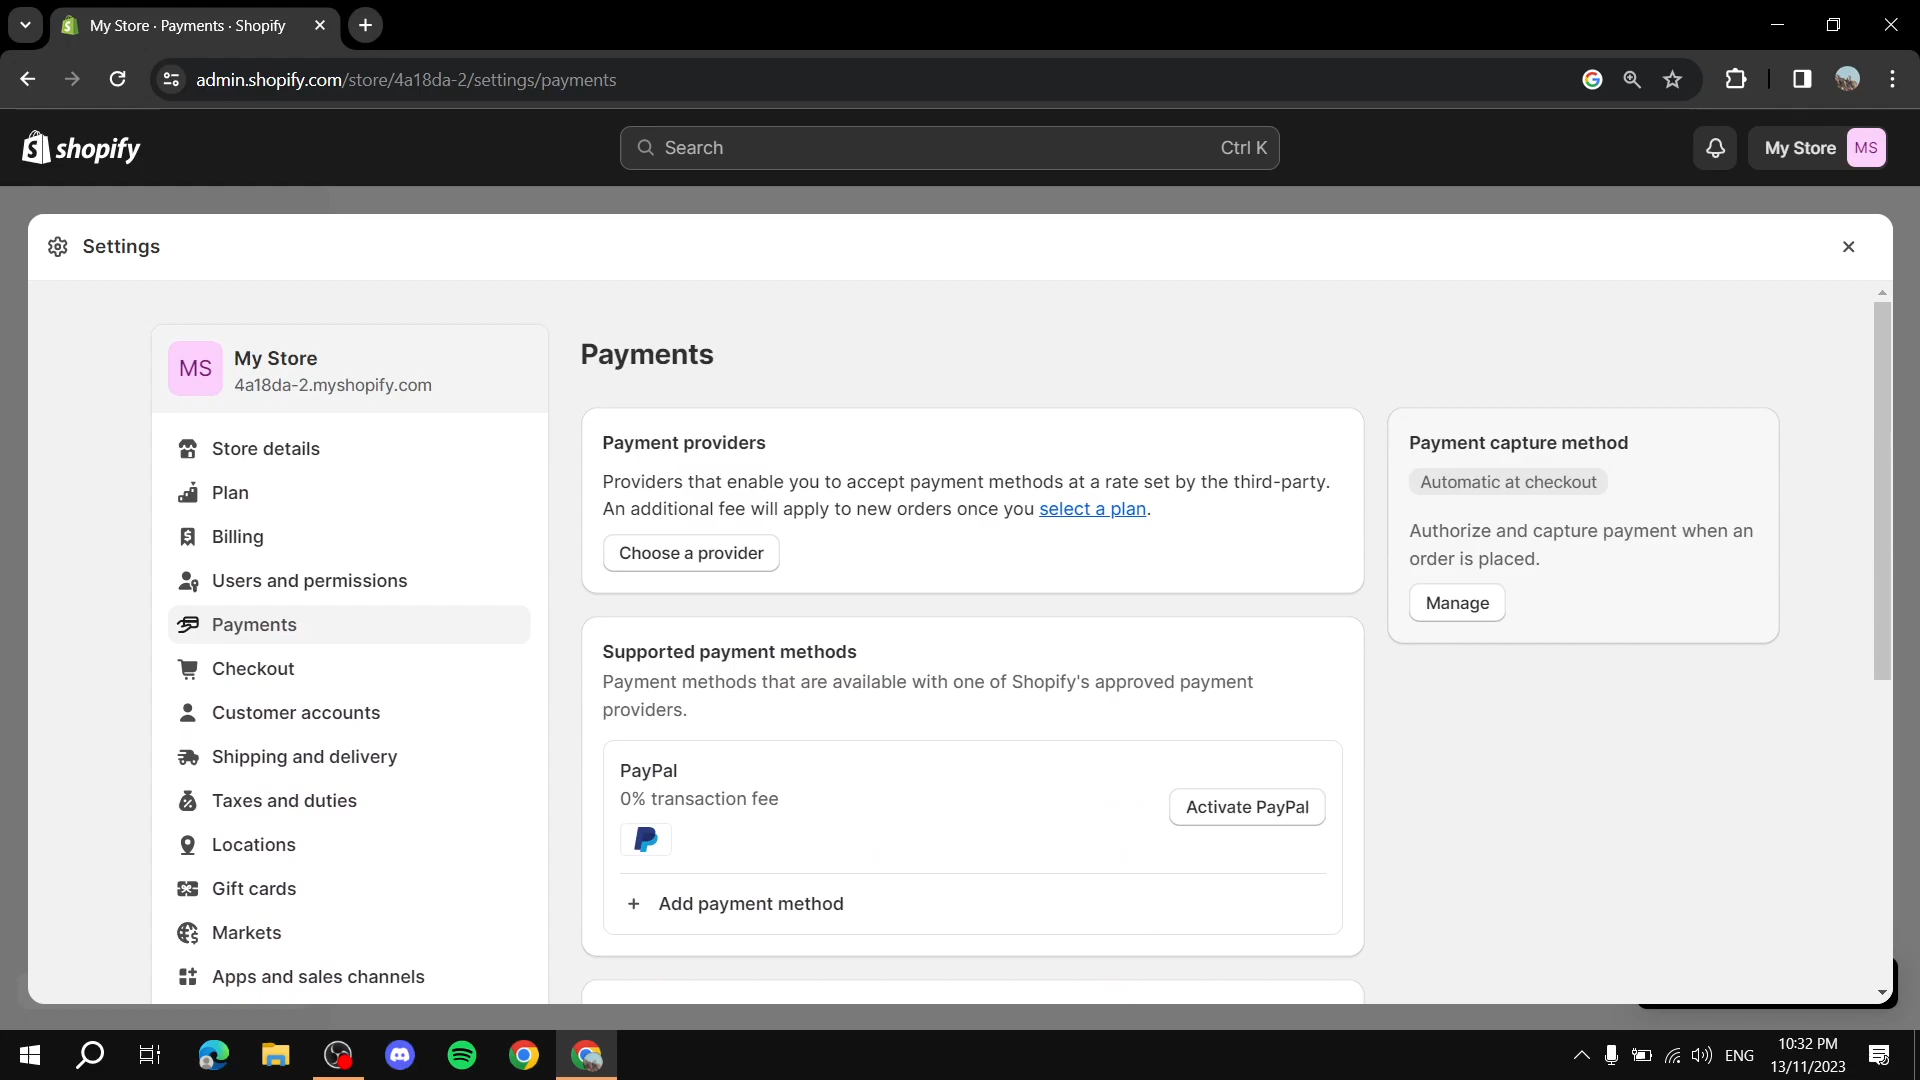 My Store · Payments · Shopify
admin.shopify.com/store/4a18da-2/settings/payments
shopify
Search
Ctrl K
My Store
MS
Settings
MS
My Store
4a18da-2.myshopify.com
Store details
Plan
Billing
Users and permissions
Payments
Checkout
Customer accounts
Shipping and delivery
Taxes and duties
Locations
Gift cards
Markets
Apps and sales channels
Payments
Payment providers
Providers that enable you to accept payment methods at a rate set by the third-party.
An additional fee will apply to new orders once you select a plan.
Choose a provider
Supported payment methods
Payment methods that are available with one of Shopify's approved payment
providers.
PayPal
0% transaction fee
Activate PayPal
+ Add payment method
Payment capture method
Automatic at checkout
Authorize and capture payment when an
order is placed.
Manage
ENG
10:32 PM
13/11/2023